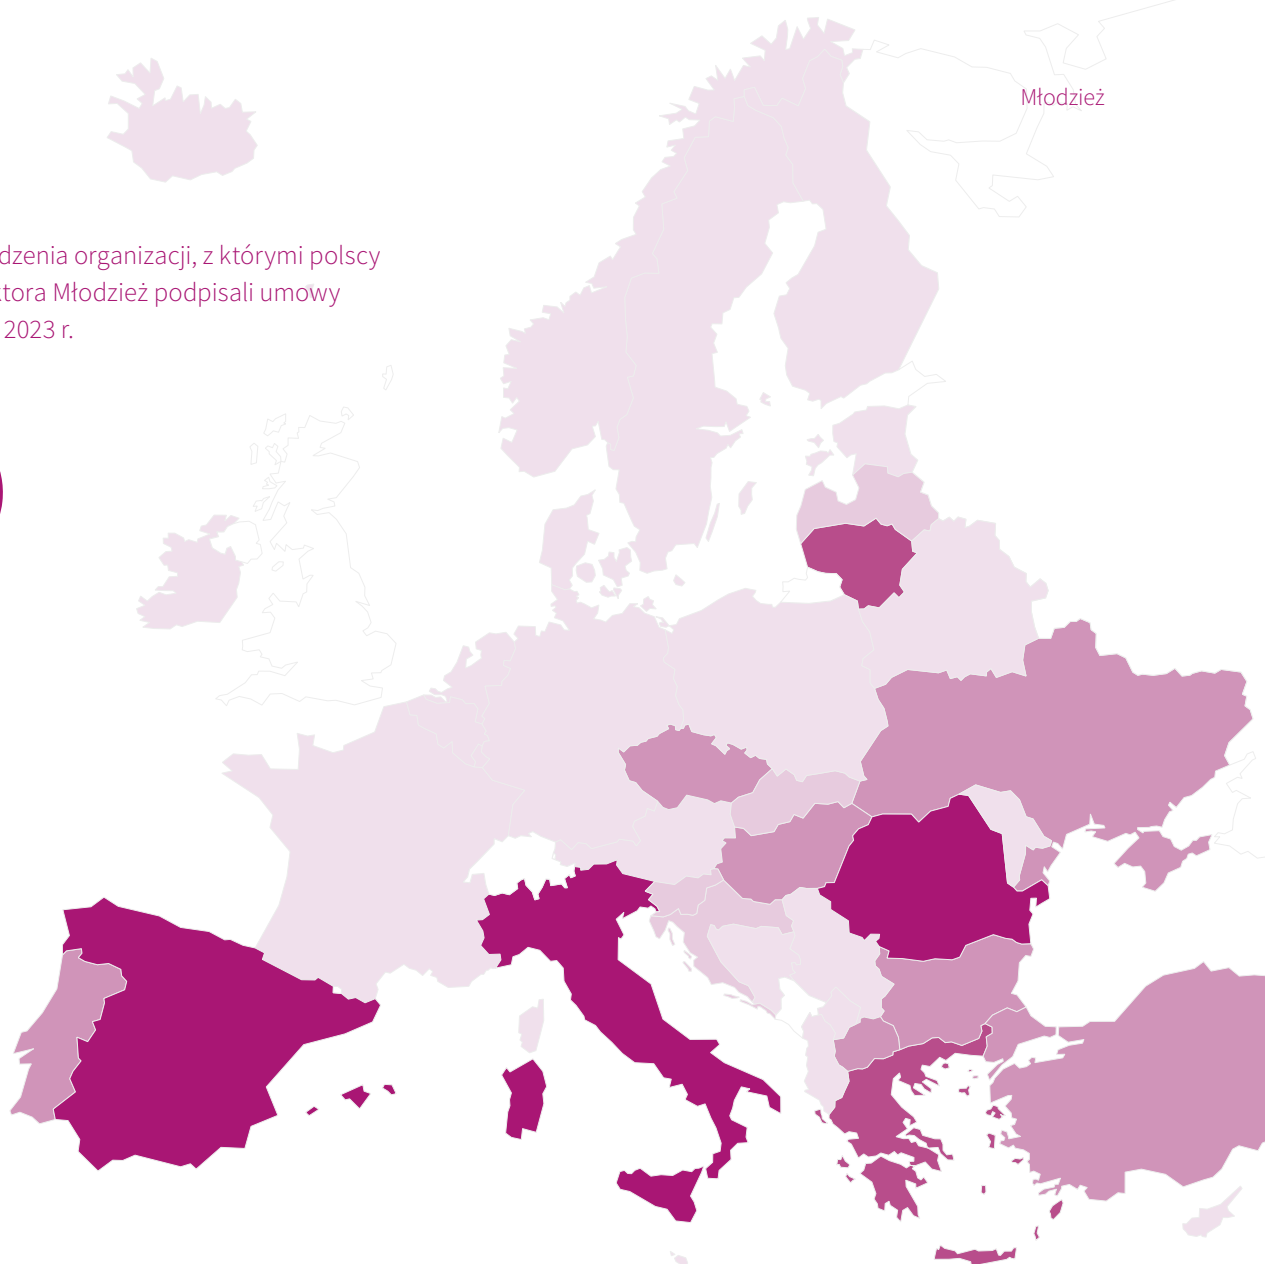 Młodzież
dzenia organizacji, z którymi polscy
tora Młodzież podpisali umowy
2023 r.